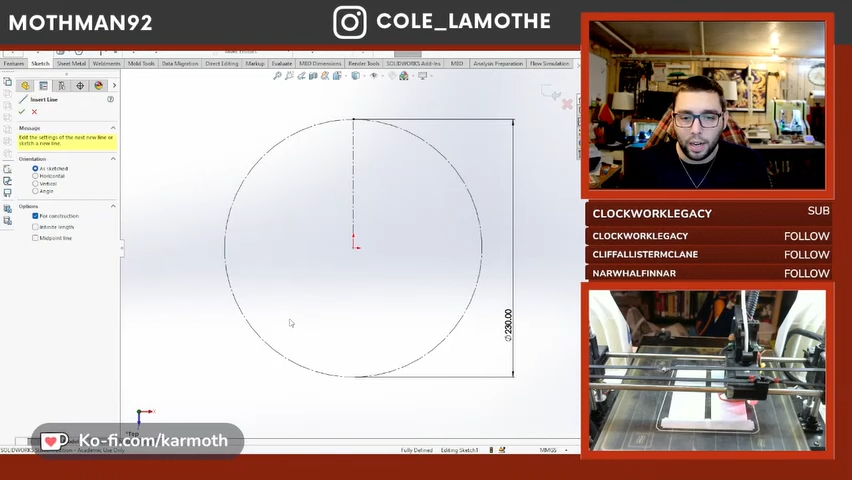 MOTHMAN92
COLE_LAMOTHE
Features Sketch Sheet Metal Weldments Mold Tools Data Migration Direct Editing Markup Evaluate MBD Dimensions Render Tools SOLIDWORKS Add-Ins MBD Analysis Preparation Flow Simulation
Insert Line
Message
Edit the settings of the next new line or
sketch a new line.
Orientation
As sketched
Horizontal
Vertical
Angle
Options
For construction
Infinite length
Midpoint line
∅230.00
*Top
Fully Defined Editing Sketch1 MMGS
Ko-fi.com/karmoth
CLOCKWORKLEGACY SUB
CLOCKWORKLEGACY FOLLOW
CLIFFALLISTERMCLANE FOLLOW
NARWHALFINNAR FOLLOW